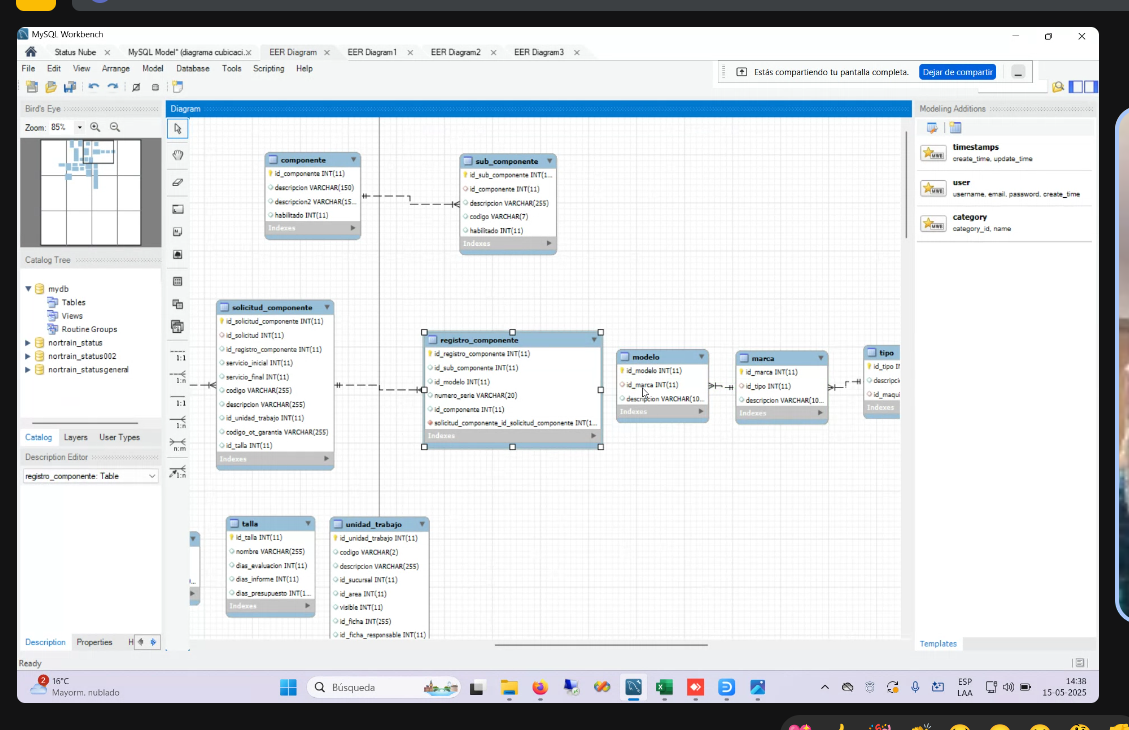 MySQL Workbench
Status Nube
MySQL Model* (diagrama cubicaci...
EER Diagram
EER Diagram1
EER Diagram2
EER Diagram3
File Edit View Arrange Model Database Tools Scripting Help
Estás compartiendo tu pantalla completa.
Dejar de compartir
Bird's Eye
Zoom: 85%
Catalog Tree
mydb
Tables
Views
Routine Groups
nortrain_status
nortrain_status002
nortrain_statusgeneral
Catalog Layers User Types
Description Editor
registro_componente: Table
Description Properties H
Ready
1:1
1:n
1:1
1:n
n:m
1:n
Diagram
componente
id_componente INT(11)
descripcion VARCHAR(150)
descripcion2 VARCHAR(15...
habilitado INT(11)
Indexes
sub_componente
id_sub_componente INT(1...
id_componente INT(11)
descripcion VARCHAR(255)
codigo VARCHAR(7)
habilitado INT(11)
Indexes
solicitud_componente
id_solicitud_componente INT(11)
id_solicitud INT(11)
id_registro_componente INT(11)
servicio_inicial INT(11)
servicio_final INT(11)
codigo VARCHAR(255)
descripcion VARCHAR(255)
id_unidad_trabajo INT(11)
codigo_ot_garantia VARCHAR(255)
id_talla INT(11)
Indexes
registro_componente
id_registro_componente INT(11)
id_sub_componente INT(11)
id_modelo INT(11)
numero_serie VARCHAR(20)
id_componente INT(11)
solicitud_componente_id_solicitud_componente INT(1...
Indexes
modelo
id_modelo INT(11)
id_marca INT(11)
descripcion VARCHAR(10...
Indexes
marca
id_marca INT(11)
id_tipo INT(11)
descripcion VARCHAR(10...
Indexes
tipo
id_tipo I
descripci
id_maqui
Indexes
talla
id_talla INT(11)
nombre VARCHAR(255)
dias_evaluacion INT(11)
dias_informe INT(11)
dias_presupuesto INT(1...
Indexes
unidad_trabajo
id_unidad_trabajo INT(11)
codigo VARCHAR(2)
descripcion VARCHAR(255)
id_sucursal INT(11)
id_area INT(11)
visible INT(11)
id_ficha INT(255)
id_ficha_responsable INT(11)
Modeling Additions
timestamps
create_time, update_time
user
username, email, password, create_time
category
category_id, name
Templates
2
16°C
Mayorm. nublado
Búsqueda
ESP
LAA
14:38
15-05-2025